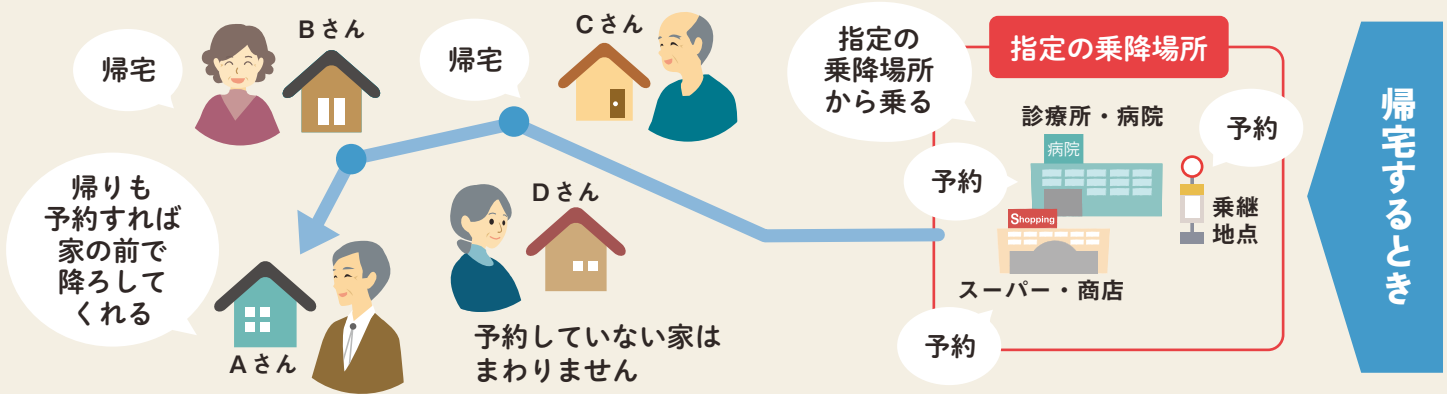 帰宅するとき
指定の乗降場所
指定の
乗降場所
から乗る
診療所・病院
病院
予約
予約
乗継
地点
Shopping
スーパー・商店
予約
Cさん
帰宅
Bさん
帰宅
Dさん
予約していない家は
まわりません
帰りも
予約すれば
家の前で
降ろして
くれる
Aさん